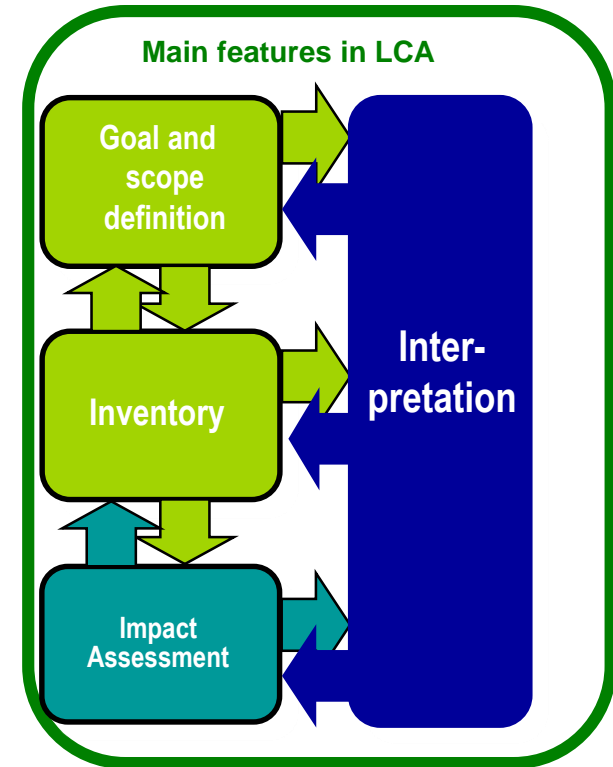 Main features in LCA
Goal and
scope
definition
Inventory
Impact
Assessment
Inter-
pretation